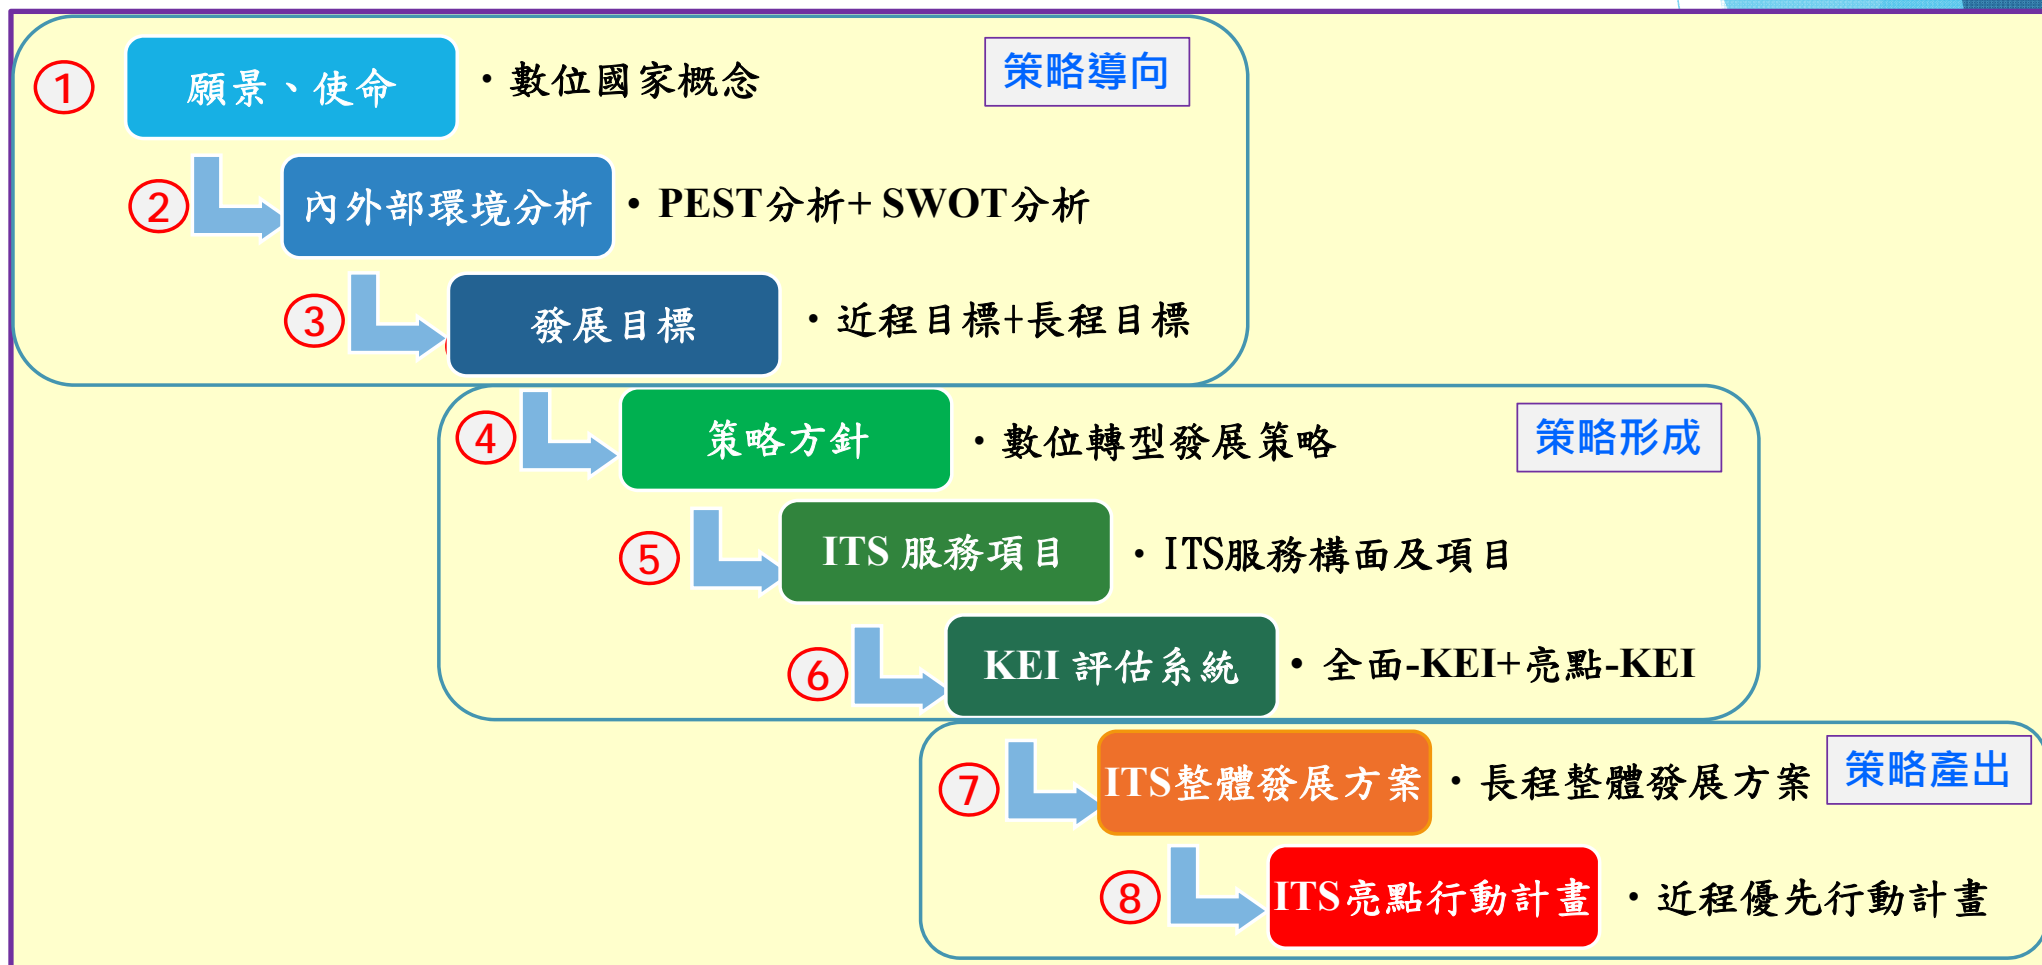 ① 願景、使命 ・數位國家概念 策略導向
② 內外部環境分析 • PEST分析+ SWOT分析
③ 發展目標 ・近程目標+長程目標
④ 策略方針 ・數位轉型發展策略 策略形成
⑤ ITS 服務項目 ・ITS服務構面及項目
⑥ KEI 評估系統 • 全面-KEI+亮點-KEI
⑦ ITS整體發展方案 ・長程整體發展方案 策略產出
⑧ ITS亮點行動計畫 ・近程優先行動計畫